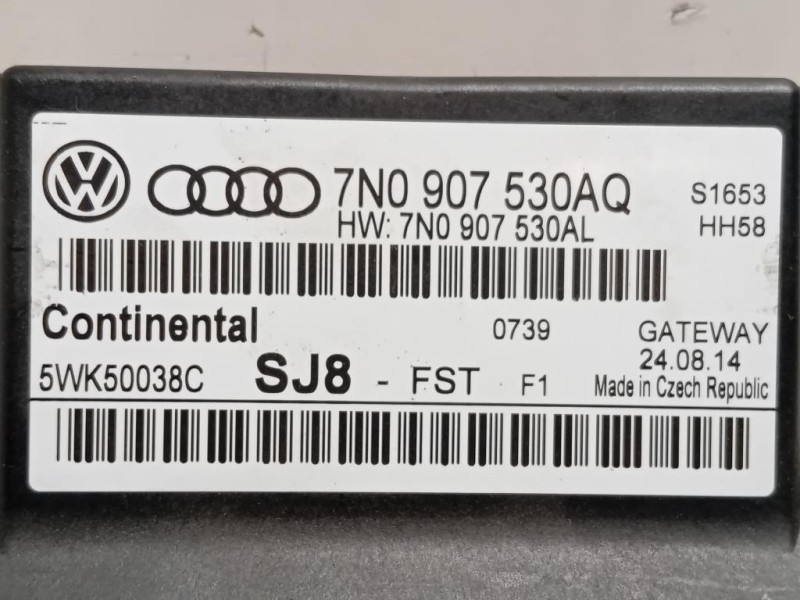 7N0 907 530AQ S1653
HW: 7N0 907 530AL HH58
Continental 0739 GATEWAY
24.08.14
5WK50038C SJ8 - FST F1 Made in Czech Republic